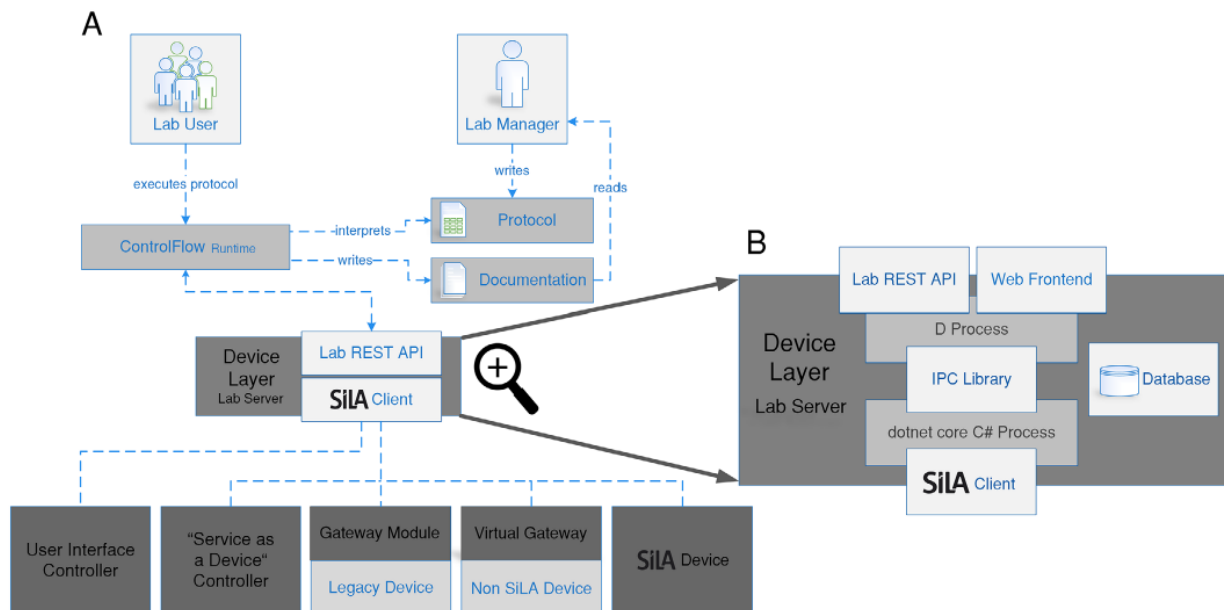 A
Lab User
Lab Manager
executes protocol
writes
reads
ControlFlow Runtime
interprets
Protocol
writes
Documentation
Device
Layer
Lab Server
Lab REST API
SiLA Client
User Interface
Controller
"Service as
a Device“
Controller
Gateway Module
Legacy Device
Virtual Gateway
Non SiLA Device
SiLA Device
B
Lab REST API
Web Frontend
D Process
Device
Layer
Lab Server
IPC Library
Database
dotnet core C# Process
SiLA Client